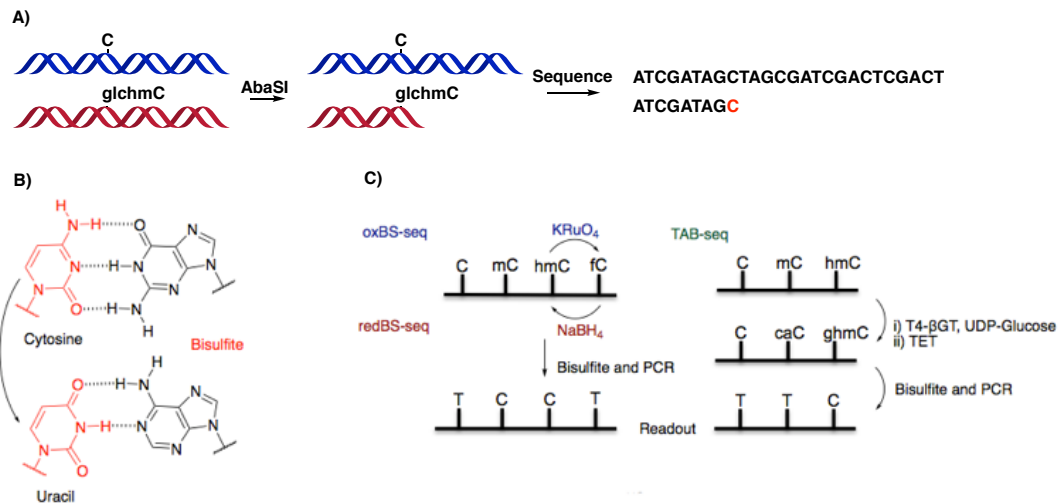 A)
C
glchmC
AbaSI
C
glchmC
Sequence
ATCGATAGCTAGCGATCGACTCGACT
ATCGATAGC
B)
H
N H O N
N H N N
N N
O H N
H
Cytosine
Bisulfite
H
O H N N
N H N N
N N
O
Uracil
C)
oxBS-seq
KRuO4
C mC hmC fC
redBS-seq
NaBH4
Bisulfite and PCR
T C C T
Readout
TAB-seq
C mC hmC
i) T4-βGT, UDP-Glucose
ii) TET
C caC ghmC
Bisulfite and PCR
T T C